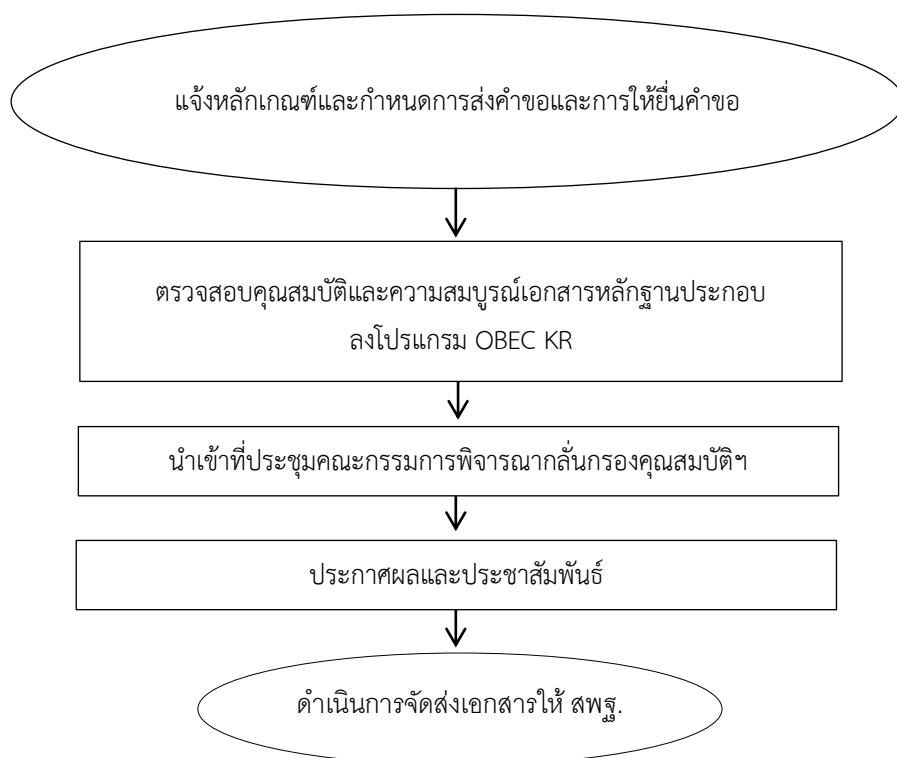 แจ้งหลักเกณฑ์และกำหนดการส่งคำขอและการให้ยื่นคำขอ
ตรวจสอบคุณสมบัติและความสมบูรณ์เอกสารหลักฐานประกอบ
ลงโปรแกรม OBEC KR
นำเข้าที่ประชุมคณะกรรมการพิจารณากลั่นกรองคุณสมบัติฯ
ประกาศผลและประชาสัมพันธ์
ดำเนินการจัดส่งเอกสารให้ สพฐ.